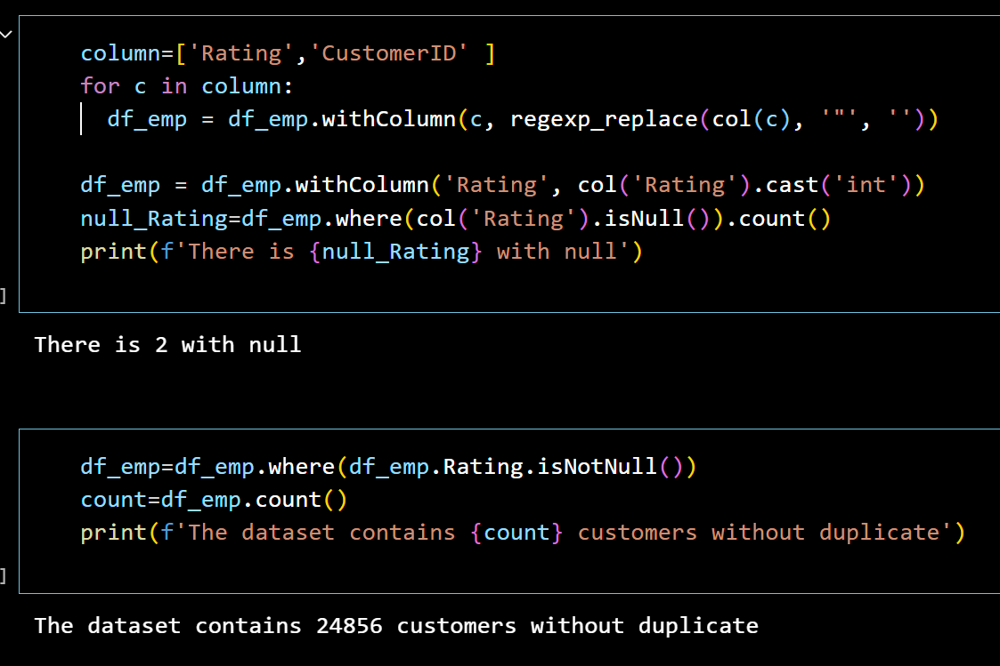 column=['Rating','CustomerID' ]
for c in column:
  df_emp = df_emp.withColumn(c, regexp_replace(col(c), '"', ''))
df_emp = df_emp.withColumn('Rating', col('Rating').cast('int'))
null_Rating=df_emp.where(col('Rating').isNull()).count()
print(f'There is {null_Rating} with null')
]
There is 2 with null
df_emp=df_emp.where(df_emp.Rating.isNotNull())
count=df_emp.count()
print(f'The dataset contains {count} customers without duplicate')
]
The dataset contains 24856 customers without duplicate